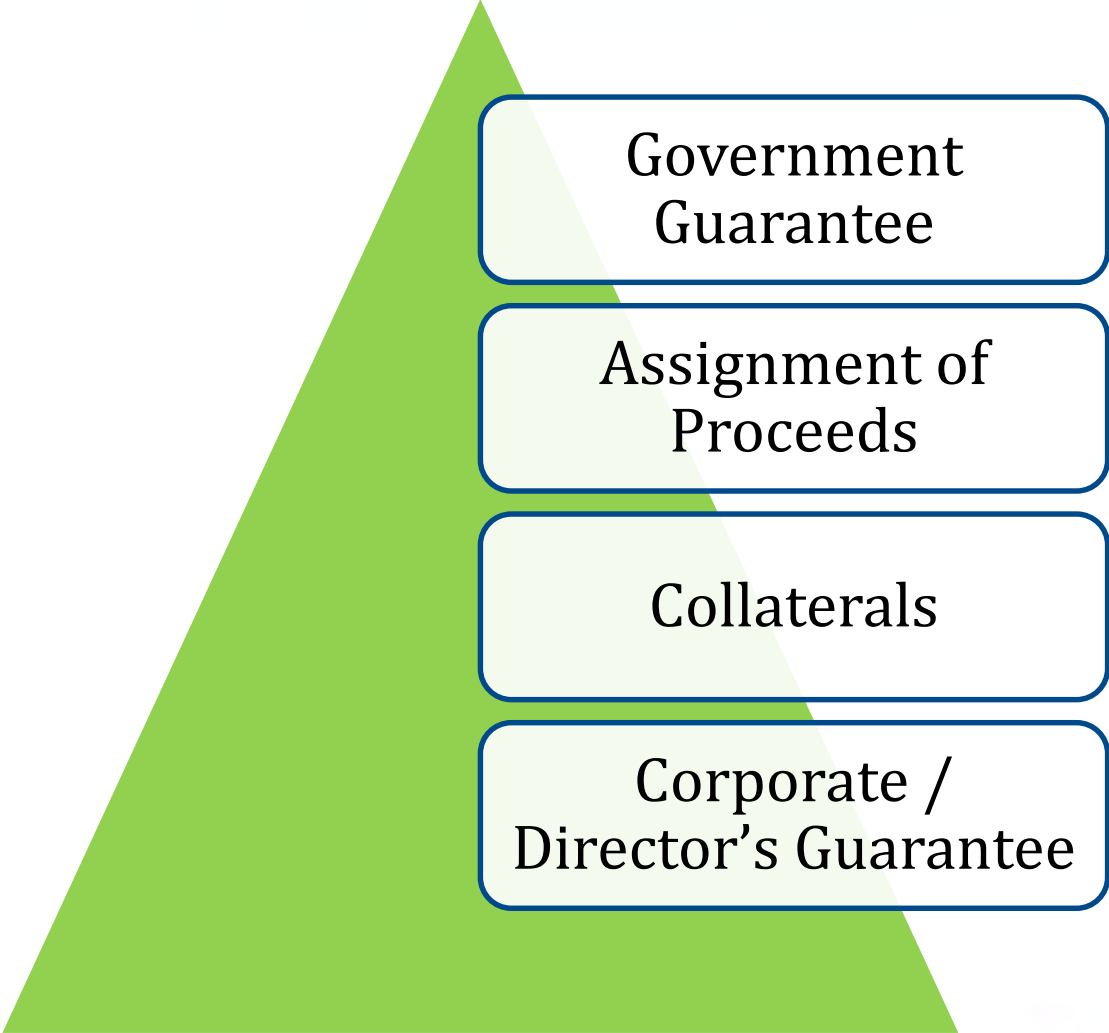 Government
Guarantee
Assignment of
Proceeds
Collaterals
Corporate /
Director’s Guarantee